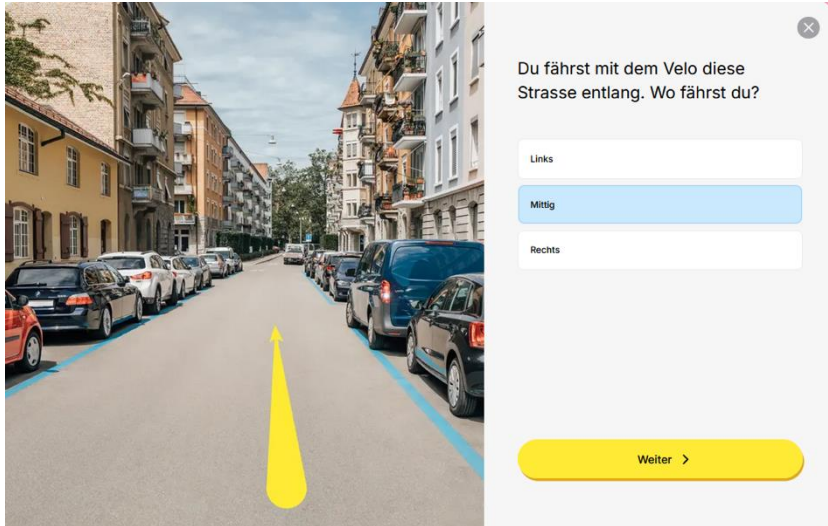 Du fährst mit dem Velo diese
Strasse entlang. Wo fährst du?
Links
Mittig
Rechts
Weiter